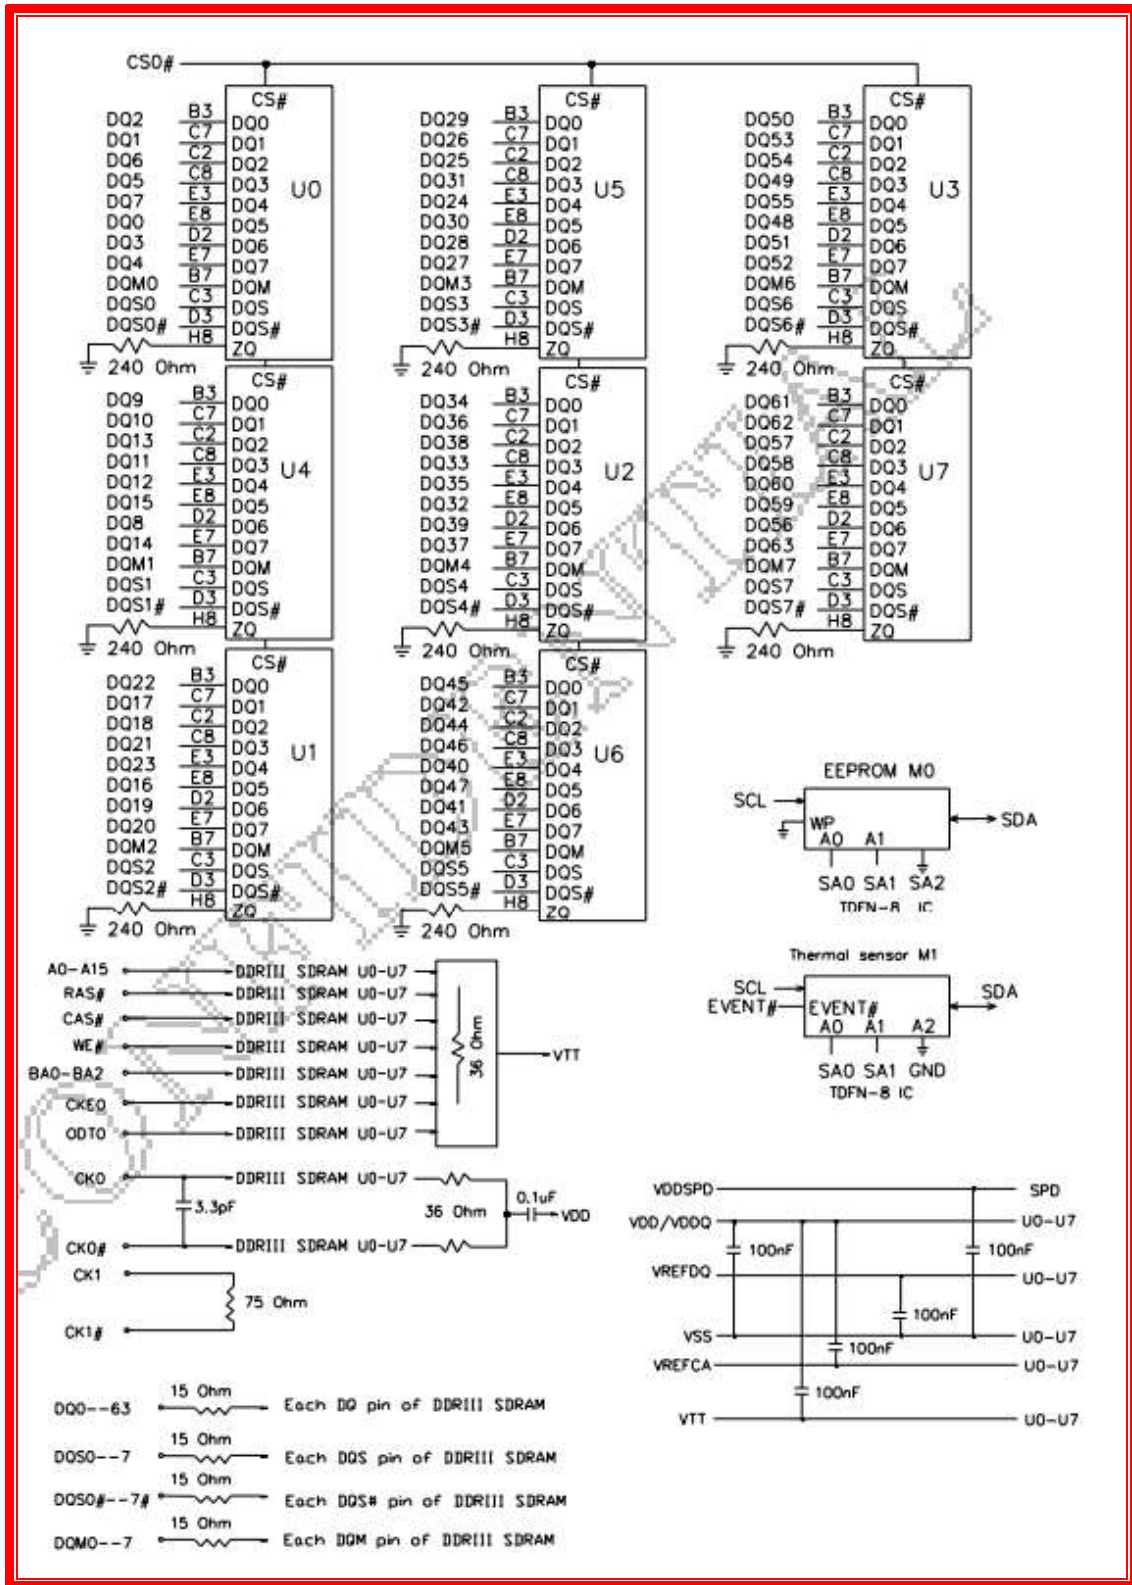 CS0#
CS#
DQ2 B3 DQ0
DQ1 C7 DQ1
DQ6 C2 DQ2
DQ5 C8 DQ3
U0
DQ7 E3 DQ4
DQ0 E8 DQ5
DQ3 D2 DQ6
DQ4 E7 DQ7
DQM0 B7 DQM
DQS0 C3 DQS
DQS0# D3 DQS#
H8 ZQ
240 Ohm
CS#
DQ9 B3 DQ0
DQ10 C7 DQ1
DQ13 C2 DQ2
DQ11 C8 DQ3
U4
DQ12 E3 DQ4
DQ15 E8 DQ5
DQ8 D2 DQ6
DQ14 E7 DQ7
DQM1 B7 DQM
DQS1 C3 DQS
DQS1# D3 DQS#
H8 ZQ
240 Ohm
CS#
DQ22 B3 DQ0
DQ17 C7 DQ1
DQ18 C2 DQ2
DQ21 C8 DQ3
U1
DQ23 E3 DQ4
DQ16 E8 DQ5
DQ19 D2 DQ6
DQ20 E7 DQ7
DQM2 B7 DQM
DQS2 C3 DQS
DQS2# D3 DQS#
H8 ZQ
240 Ohm
CS#
DQ29 B3 DQ0
DQ26 C7 DQ1
DQ25 C2 DQ2
DQ31 C8 DQ3
U5
DQ24 E3 DQ4
DQ30 E8 DQ5
DQ28 D2 DQ6
DQ27 E7 DQ7
DQM3 B7 DQM
DQS3 C3 DQS
DQS3# D3 DQS#
H8 ZQ
240 Ohm
CS#
DQ34 B3 DQ0
DQ36 C7 DQ1
DQ38 C2 DQ2
DQ33 C8 DQ3
U2
DQ35 E3 DQ4
DQ32 E8 DQ5
DQ39 D2 DQ6
DQ37 E7 DQ7
DQM4 B7 DQM
DQS4 C3 DQS
DQS4# D3 DQS#
H8 ZQ
240 Ohm
CS#
DQ45 B3 DQ0
DQ42 C7 DQ1
DQ44 C2 DQ2
DQ46 C8 DQ3
U6
DQ40 E3 DQ4
DQ47 E8 DQ5
DQ41 D2 DQ6
DQ43 E7 DQ7
DQM5 B7 DQM
DQS5 C3 DQS
DQS5# D3 DQS#
H8 ZQ
240 Ohm
CS#
DQ50 B3 DQ0
DQ53 C7 DQ1
DQ54 C2 DQ2
DQ49 C8 DQ3
U3
DQ55 E3 DQ4
DQ48 E8 DQ5
DQ51 D2 DQ6
DQ52 E7 DQ7
DQM6 B7 DQM
DQS6 C3 DQS
DQS6# D3 DQS#
H8 ZQ
240 Ohm
CS#
DQ61 B3 DQ0
DQ62 C7 DQ1
DQ57 C2 DQ2
DQ58 C8 DQ3
U7
DQ60 E3 DQ4
DQ59 E8 DQ5
DQ56 D2 DQ6
DQ63 E7 DQ7
DQM7 B7 DQM
DQS7 C3 DQS
DQS7# D3 DQS#
H8 ZQ
240 Ohm
EEPROM M0
SCL
SDA
WP
A0 A1
SA0 SA1 SA2
TDFN-8 IC
Thermal sensor M1
SCL
SDA
EVENT# EVENT#
A0 A1 A2
SA0 SA1 GND
TDFN-8 IC
A0-A15 DDRIII SDRAM U0-U7
RAS# DDRIII SDRAM U0-U7
CAS# DDRIII SDRAM U0-U7
WE# DDRIII SDRAM U0-U7
BA0-BA2 DDRIII SDRAM U0-U7
CKE0 DDRIII SDRAM U0-U7
ODT0 DDRIII SDRAM U0-U7
36 Ohm
VTT
CK0 DDRIII SDRAM U0-U7
3.3pF
36 Ohm
0.1uF
VDD
CK0# DDRIII SDRAM U0-U7
CK1
75 Ohm
CK1#
VDDSPD SPD
VDD/VDDQ U0-U7
100nF 100nF
VREFDQ U0-U7
100nF
VSS U0-U7
100nF
VREFCA U0-U7
100nF
VTT U0-U7
15 Ohm
DQ0--63 Each DQ pin of DDRIII SDRAM
15 Ohm
DQS0--7 Each DQS pin of DDRIII SDRAM
15 Ohm
DQS0#--7# Each DQS# pin of DDRIII SDRAM
15 Ohm
DQM0--7 Each DQM pin of DDRIII SDRAM